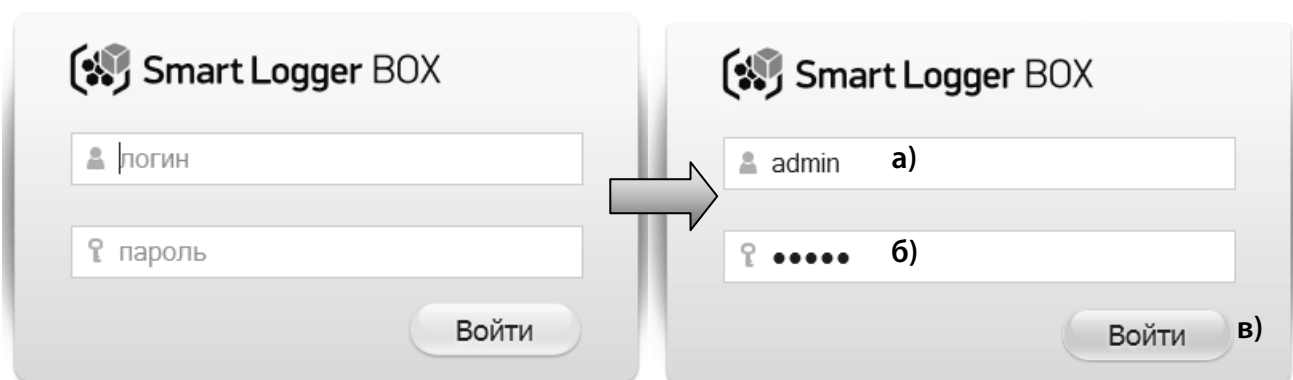 Smart Logger BOX
логин
пароль
Войти
Smart Logger BOX
admin а)
••••• б)
Войти в)